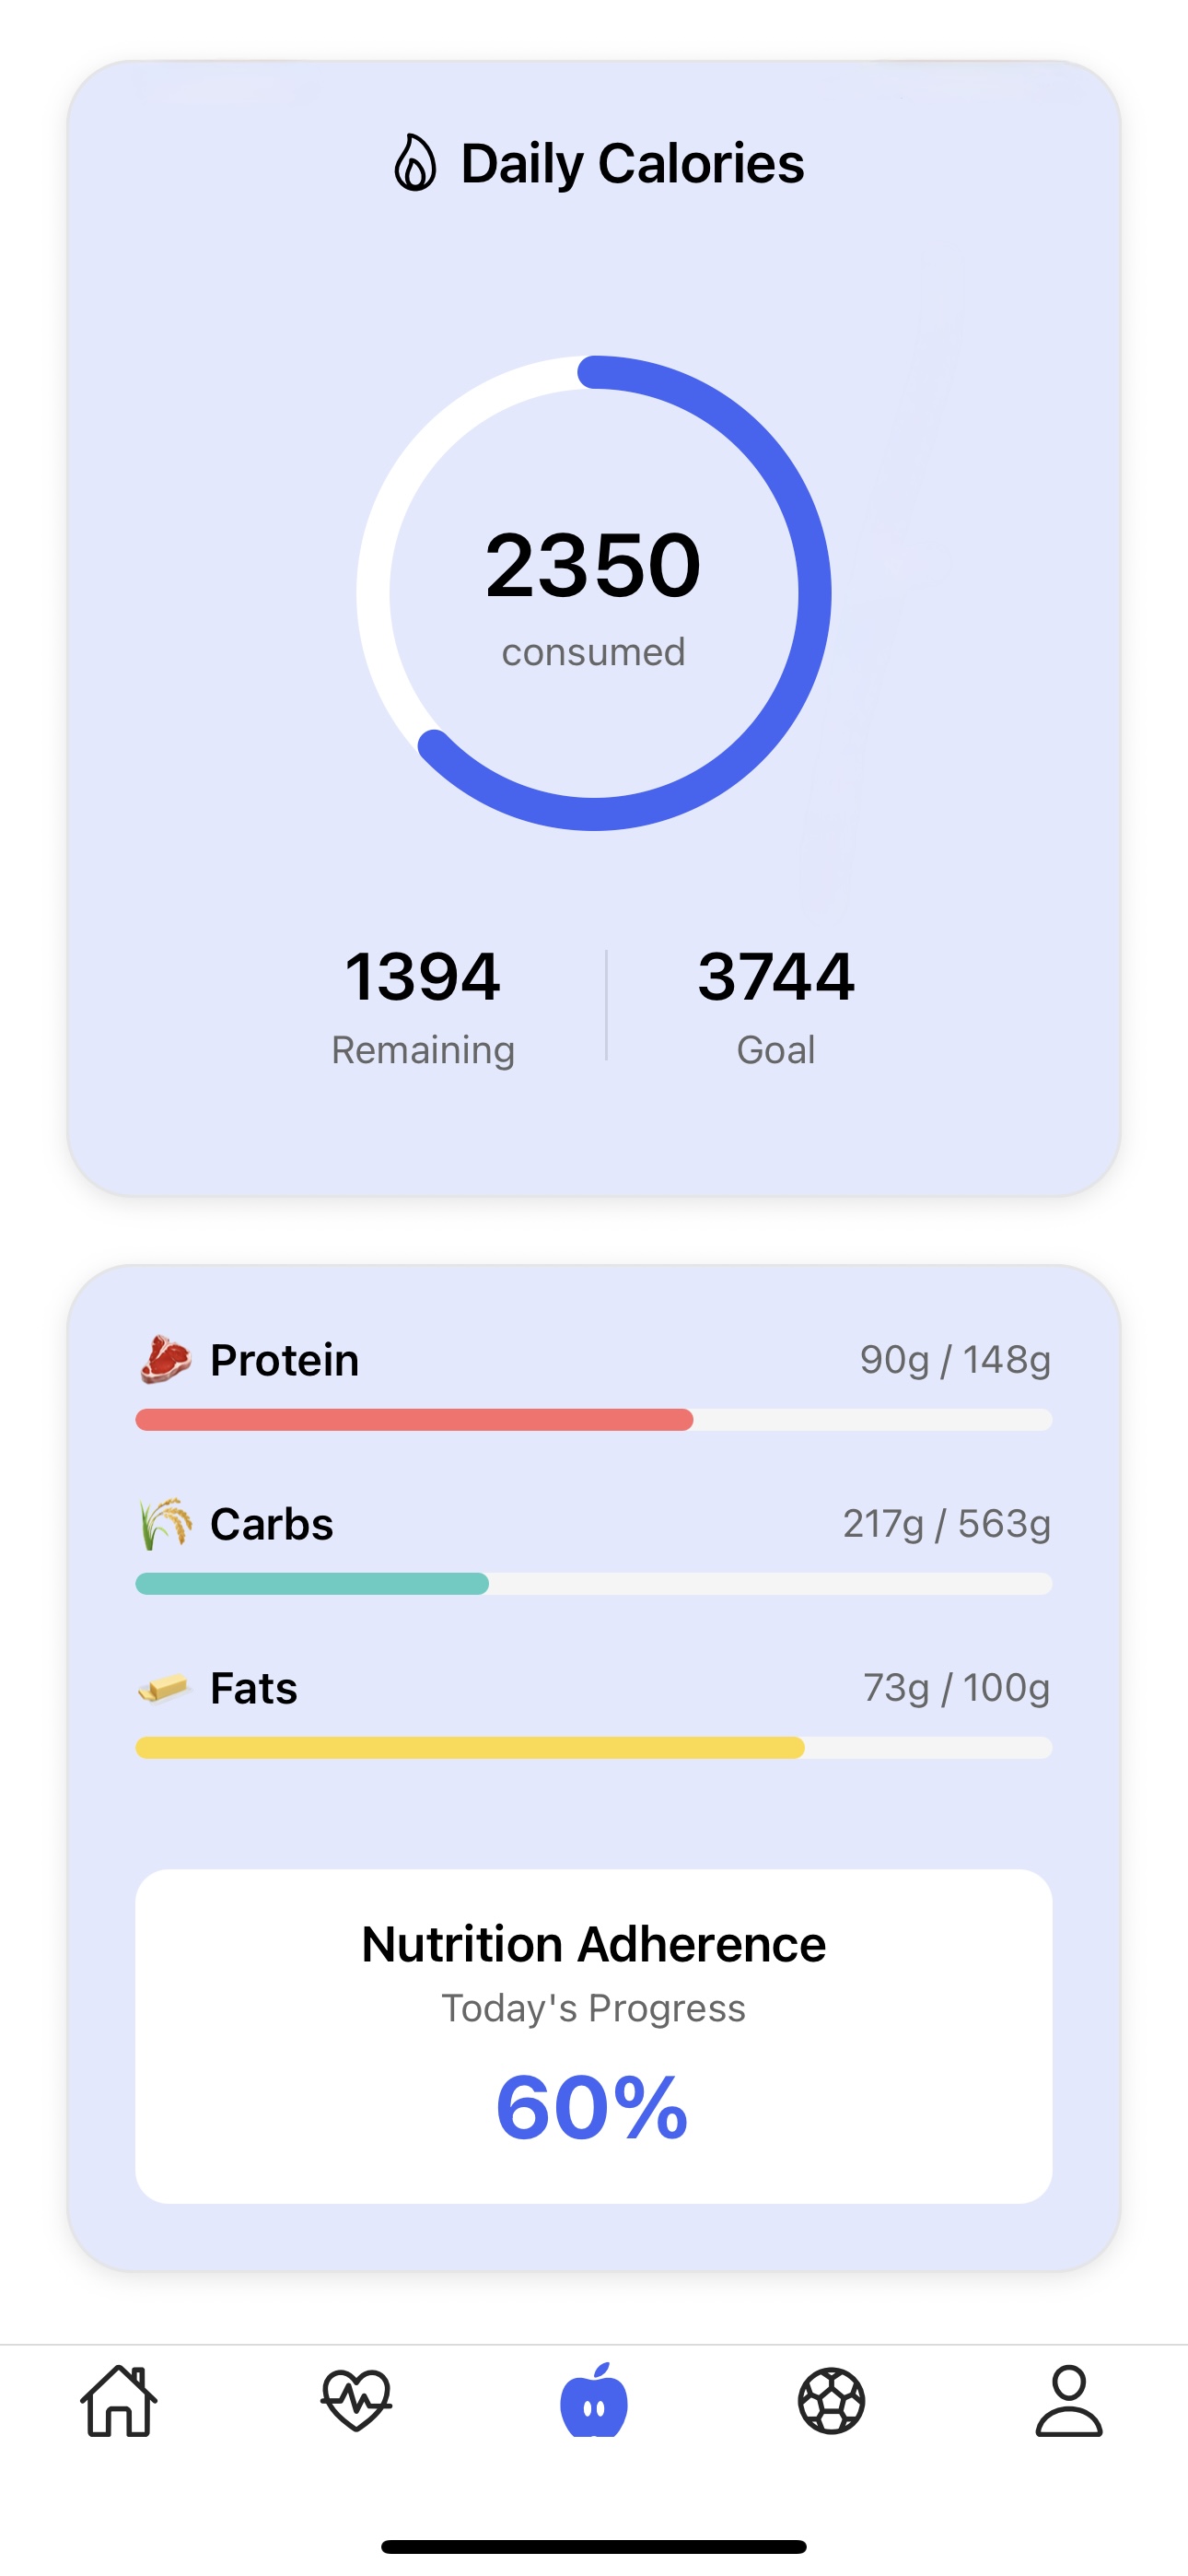 Daily Calories
2350
consumed
1394
3744
Remaining
Goal
Protein
90g / 148g
Carbs
217g / 563g
Fats
73g / 100g
Nutrition Adherence
Today's Progress
60%